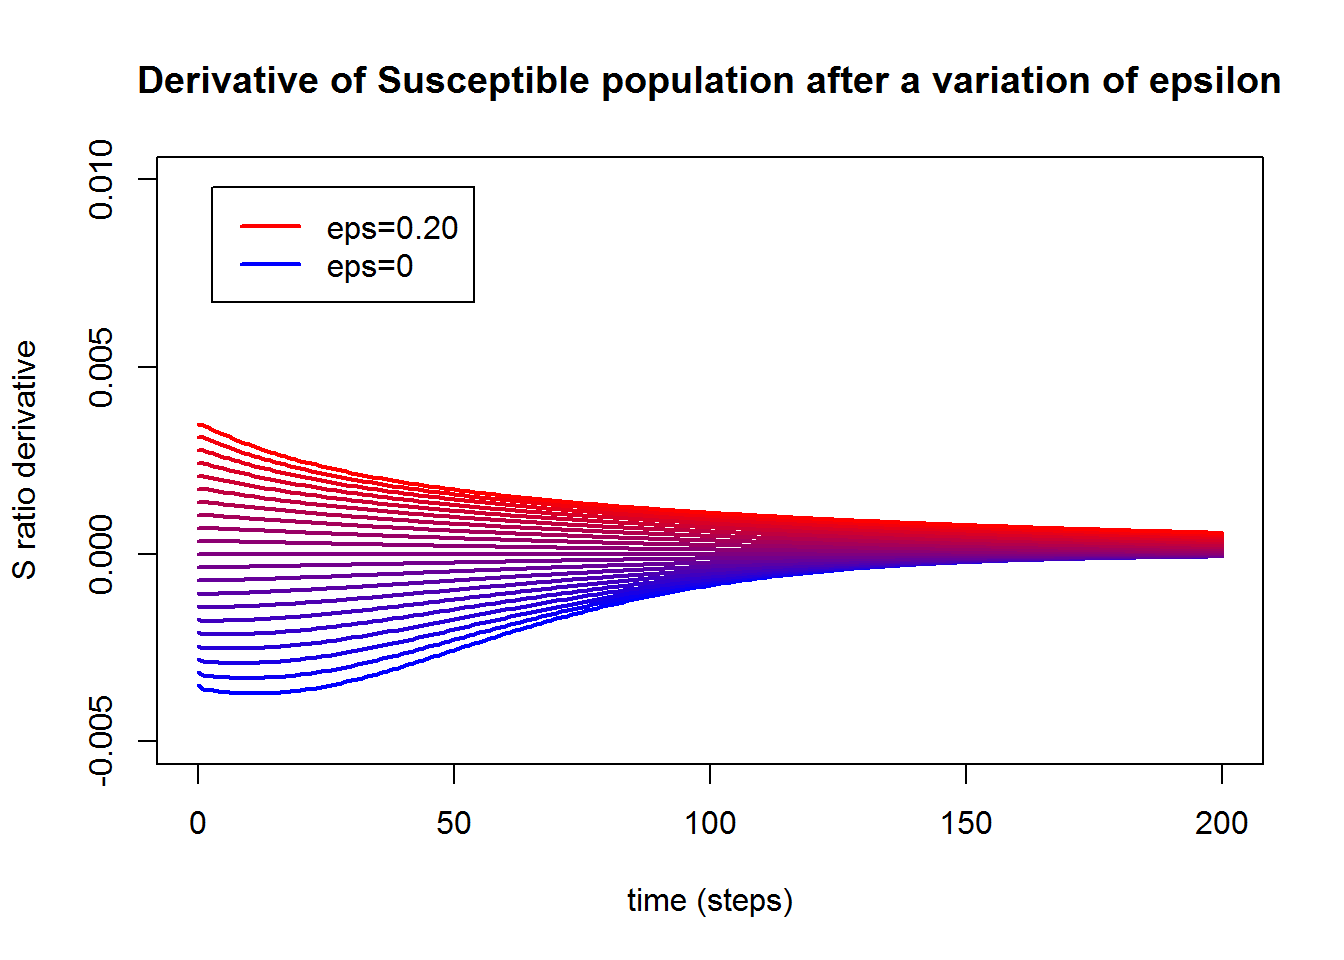 Derivative of Susceptible population after a variation of epsilon
0.010
0.005
0.000
-0.005
S ratio derivative
eps=0.20
eps=0
0 50 100 150 200
time (steps)